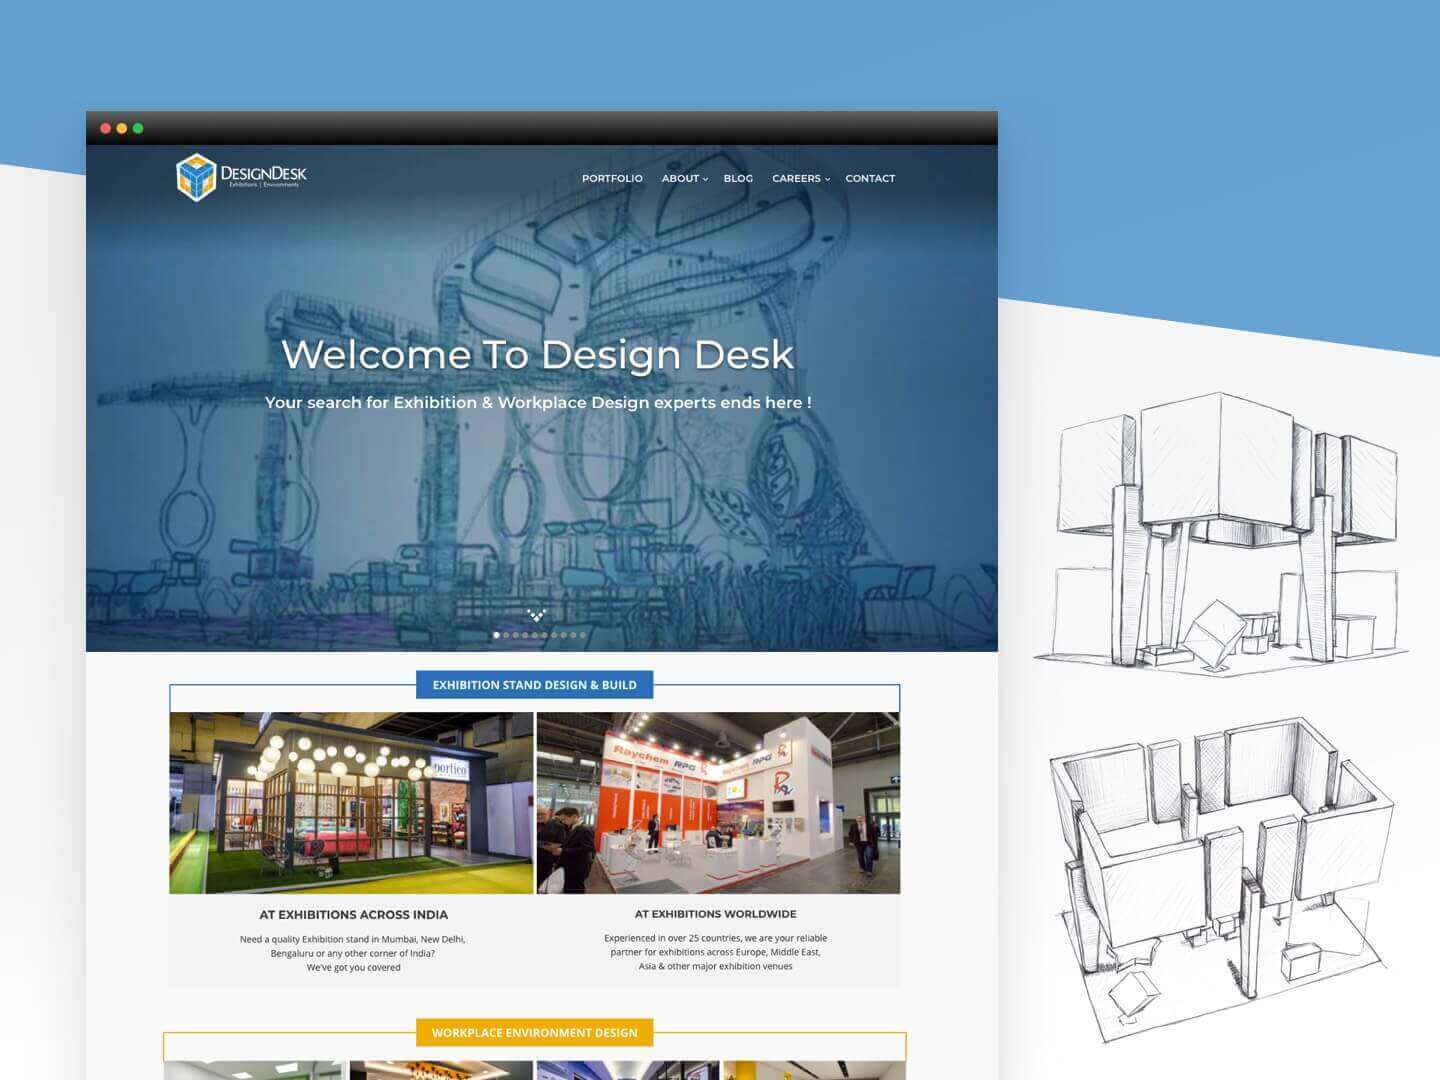 DESIGNDESK
Exhibitions | Environments
PORTFOLIO ABOUT BLOG CAREERS CONTACT
Welcome To Design Desk
Your search for Exhibition & Workplace Design experts ends here !
EXHIBITION STAND DESIGN & BUILD
portico
Raychem RPG
Raychem RPG
AT EXHIBITIONS ACROSS INDIA
Need a quality Exhibition stand in Mumbai, New Delhi,
Bengaluru or any other corner of India?
We've got you covered
AT EXHIBITIONS WORLDWIDE
Experienced in over 25 countries, we are your reliable
partner for exhibitions across Europe, Middle East,
Asia & other major exhibition venues
WORKPLACE ENVIRONMENT DESIGN